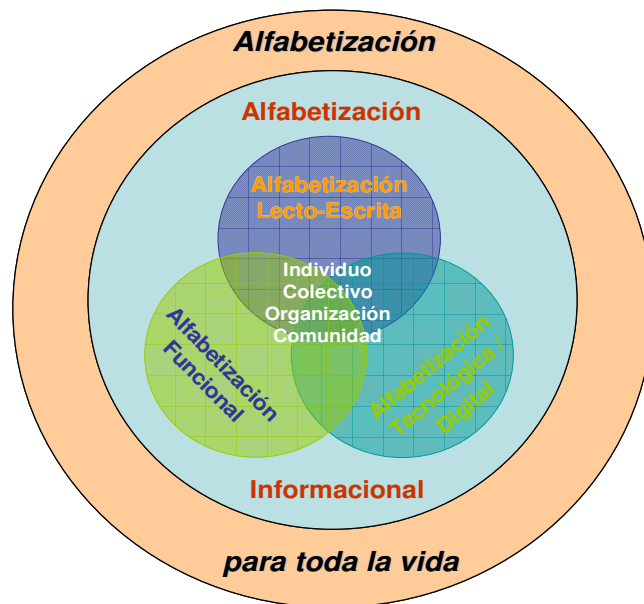 Alfabetización
Alfabetización
Alfabetización
Lecto-Escrita
Individuo
Colectivo
Organización
Comunidad
Alfabetización
Funcional
Alfabetización
Tecnológica /
Digital
Informacional
para toda la vida